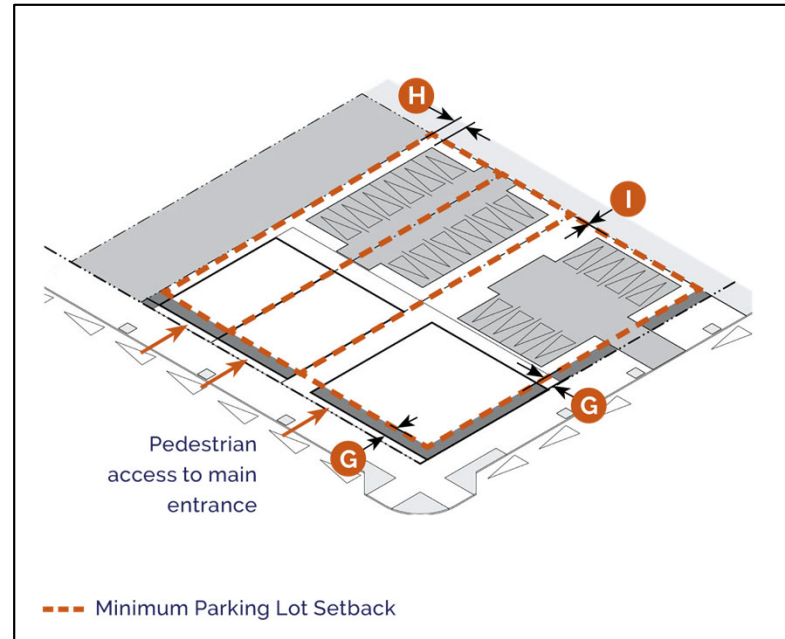 H
I
G
G
Pedestrian
access to main
entrance
Minimum Parking Lot Setback